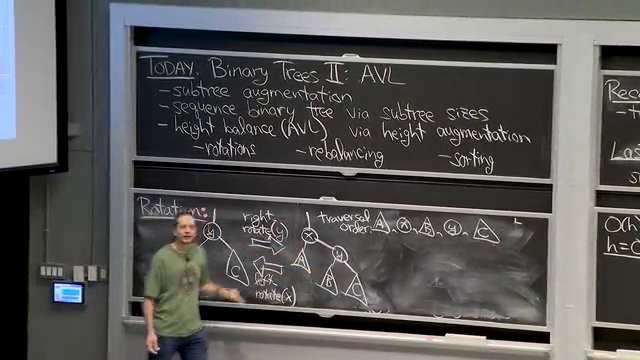 TODAY: Binary Trees II: AVL
- subtree augmentation
- sequence binary tree via subtree sizes
- height balance (AVL) via height augmentation
- rotations - rebalancing - sorting
Rotation:
right
rotate(y)
left
rotate(x)
y
C
x
A
y
B
C
traversal
order: A, x, B, y, C
O(h